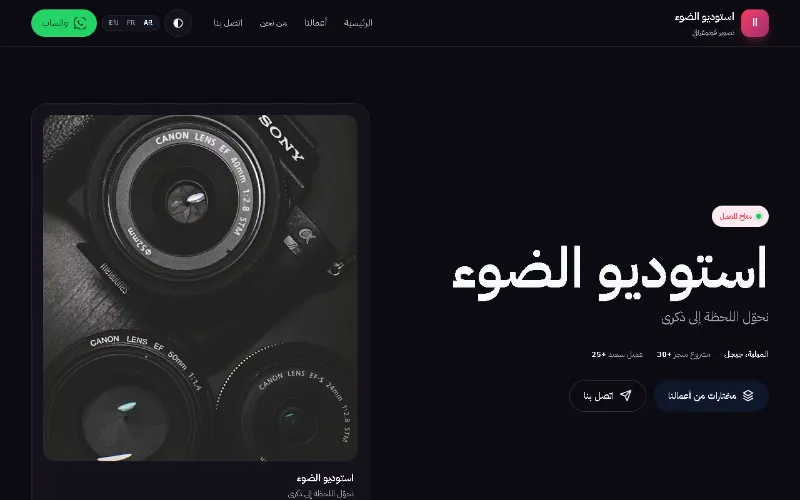 استوديو الضوء
تصوير فوتوغرافي
الرئيسية
أعمالنا
من نحن
اتصل بنا
AR
FR
EN
واتساب
متاح للعمل
استوديو الضوء
نحوّل اللحظة إلى ذكرى
الميلية، جيجل
+30 مشروع منجز
+25 عميل سعيد
مختارات من أعمالنا
اتصل بنا
SONY
CANON LENS EF 40mm 1:2.8 STM
Φ52mm
α
CANON LENS EF 50mm 1:1.4
CANON LENS EF-S 24mm 1:2.8 STM
استوديو الضوء
نحوّل اللحظة إلى ذكرى